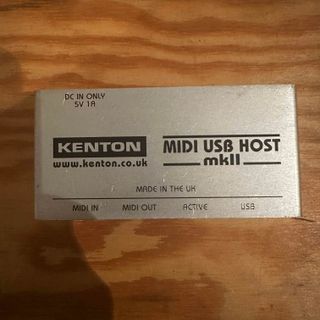 DC IN ONLY
5V 1A
KENTON
www.kenton.co.uk
MIDI USB HOST
mkII
MADE IN THE UK
MIDI IN MIDI OUT ACTIVE USB